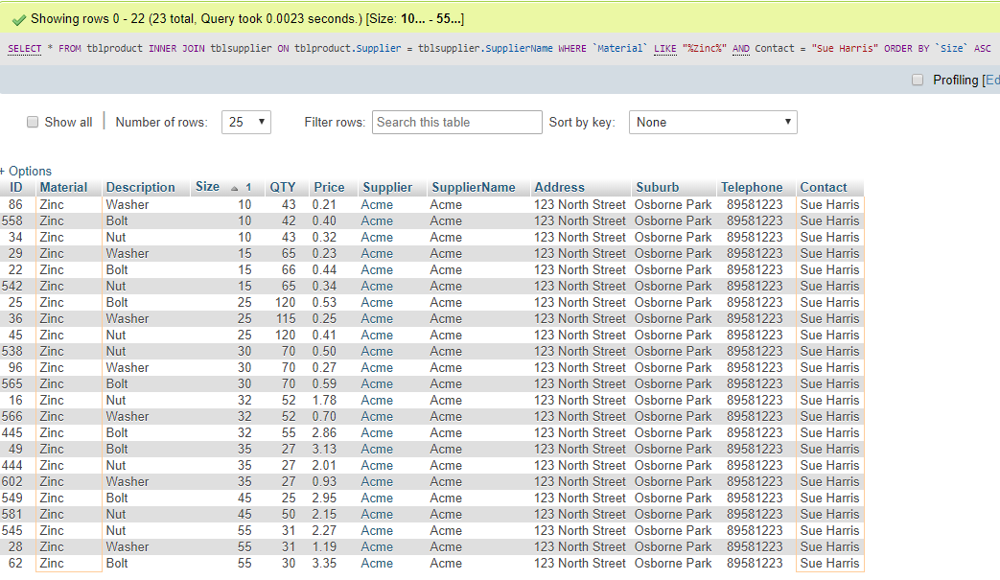 Showing rows 0 - 22 (23 total, Query took 0.0023 seconds.) [Size: 10... - 55...]
SELECT * FROM tblproduct INNER JOIN tblsupplier ON tblproduct.Supplier = tblsupplier.SupplierName WHERE `Material` LIKE "%Zinc%" AND Contact = "Sue Harris" ORDER BY `Size` ASC
Profiling [Ed
Show all Number of rows: 25 Filter rows: Search this table Sort by key: None
+ Options
ID Material Description Size 1 QTY Price Supplier SupplierName Address Suburb Telephone Contact
86 Zinc Washer 10 43 0.21 Acme Acme 123 North Street Osborne Park 89581223 Sue Harris
558 Zinc Bolt 10 42 0.40 Acme Acme 123 North Street Osborne Park 89581223 Sue Harris
34 Zinc Nut 10 43 0.32 Acme Acme 123 North Street Osborne Park 89581223 Sue Harris
29 Zinc Washer 15 65 0.23 Acme Acme 123 North Street Osborne Park 89581223 Sue Harris
22 Zinc Bolt 15 66 0.44 Acme Acme 123 North Street Osborne Park 89581223 Sue Harris
542 Zinc Nut 15 65 0.34 Acme Acme 123 North Street Osborne Park 89581223 Sue Harris
25 Zinc Bolt 25 120 0.53 Acme Acme 123 North Street Osborne Park 89581223 Sue Harris
36 Zinc Washer 25 115 0.25 Acme Acme 123 North Street Osborne Park 89581223 Sue Harris
45 Zinc Nut 25 120 0.41 Acme Acme 123 North Street Osborne Park 89581223 Sue Harris
538 Zinc Nut 30 70 0.50 Acme Acme 123 North Street Osborne Park 89581223 Sue Harris
96 Zinc Washer 30 70 0.27 Acme Acme 123 North Street Osborne Park 89581223 Sue Harris
565 Zinc Bolt 30 70 0.59 Acme Acme 123 North Street Osborne Park 89581223 Sue Harris
16 Zinc Nut 32 52 1.78 Acme Acme 123 North Street Osborne Park 89581223 Sue Harris
566 Zinc Washer 32 52 0.70 Acme Acme 123 North Street Osborne Park 89581223 Sue Harris
445 Zinc Bolt 32 55 2.86 Acme Acme 123 North Street Osborne Park 89581223 Sue Harris
49 Zinc Bolt 35 27 3.13 Acme Acme 123 North Street Osborne Park 89581223 Sue Harris
444 Zinc Nut 35 27 2.01 Acme Acme 123 North Street Osborne Park 89581223 Sue Harris
602 Zinc Washer 35 27 0.93 Acme Acme 123 North Street Osborne Park 89581223 Sue Harris
549 Zinc Bolt 45 25 2.95 Acme Acme 123 North Street Osborne Park 89581223 Sue Harris
581 Zinc Nut 45 50 2.15 Acme Acme 123 North Street Osborne Park 89581223 Sue Harris
545 Zinc Nut 55 31 2.27 Acme Acme 123 North Street Osborne Park 89581223 Sue Harris
28 Zinc Washer 55 31 1.19 Acme Acme 123 North Street Osborne Park 89581223 Sue Harris
62 Zinc Bolt 55 30 3.35 Acme Acme 123 North Street Osborne Park 89581223 Sue Harris